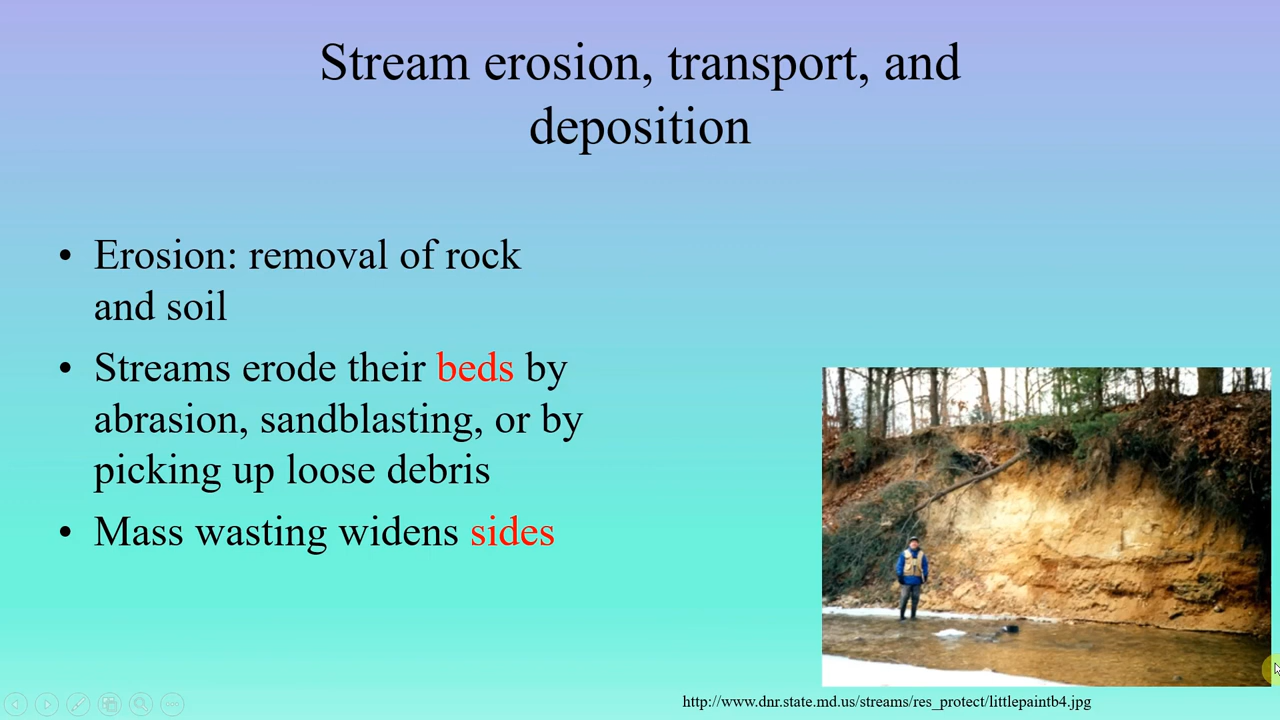 Stream erosion, transport, and
deposition
• Erosion: removal of rock
and soil
• Streams erode their beds by
abrasion, sandblasting, or by
picking up loose debris
• Mass wasting widens sides
http://www.dnr.state.md.us/streams/res_protect/littlepaintb4.jpg